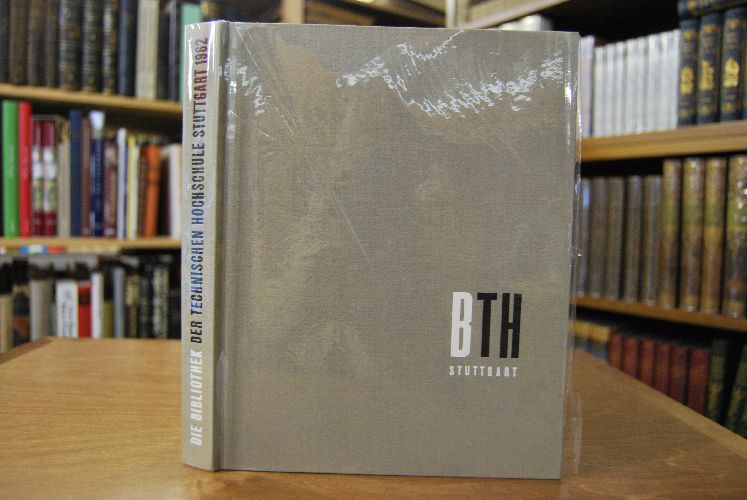 DIE BIBLIOTHEK DER TECHNISCHEN HOCHSCHULE STUTTGART 1962
BTH
STUTTGART